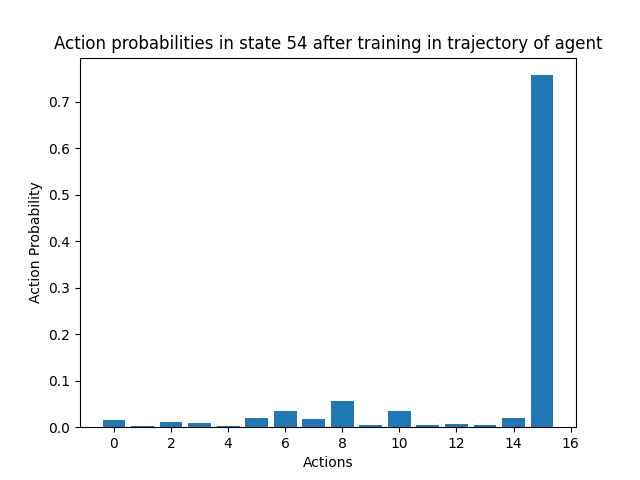 Action probabilities in state 54 after training in trajectory of agent
0.7
0.6
0.5
0.4
0.3
0.2
0.1
0.0
Action Probability
0 2 4 6 8 10 12 14 16
Actions